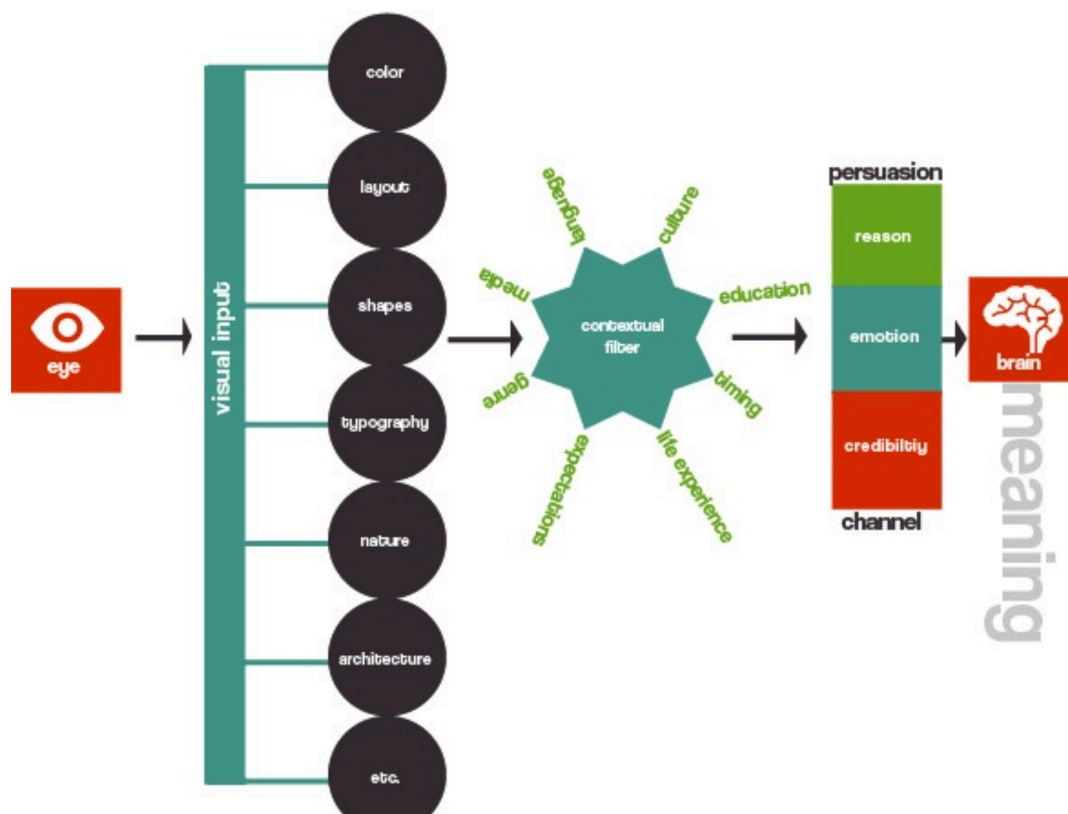 eye
visual input
color
layout
shapes
typography
nature
architecture
etc.
contextual
filter
language
culture
media
education
genre
timing
expectations
life experience
persuasion
reason
emotion
credibiltiy
channel
brain
meaning